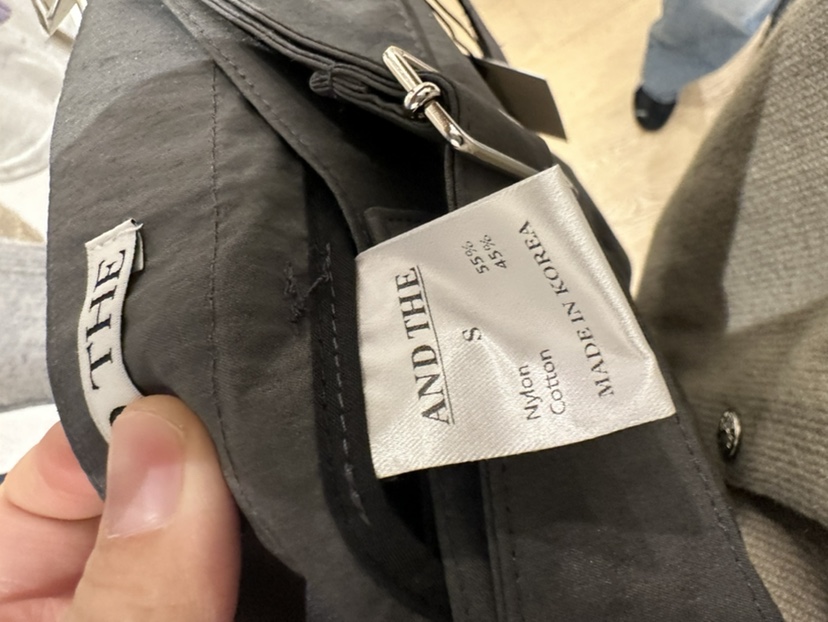 THE
AND THE
S
Nylon 55%
Cotton 45%
MADE IN KOREA